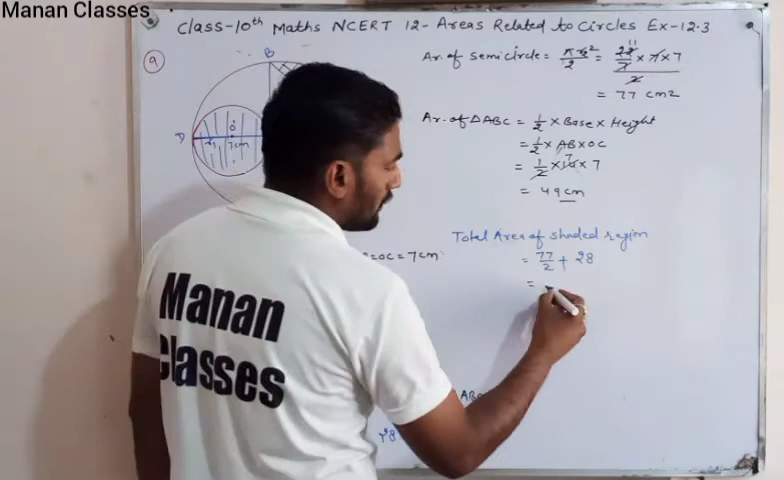 Manan Classes
Class-10th Maths NCERT 12- Areas Related to Circles Ex-12.3
9
B
D
O
7cm
Ar. of Semicircle = πr²/2 = 22/7 × 7 × 7 / 2
= 77 cm2
Ar. of ΔABC = 1/2 × Base × Height
= 1/2 × AB × OC
= 1/2 × 14 × 7
= 49 cm
=OC = 7cm
Total Area of shaded region
= 77/2 + 28
=
Manan
Classes
ABC
28